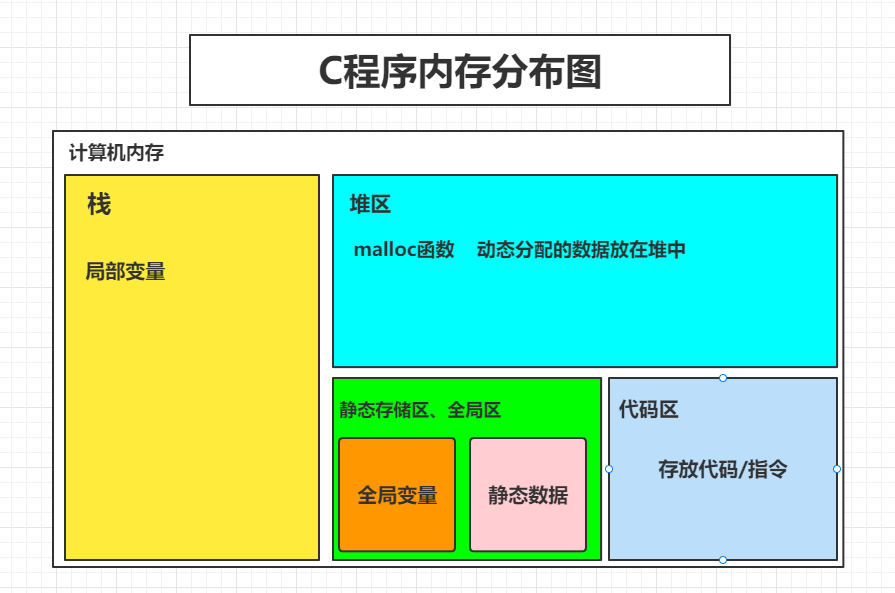 C程序内存分布图
计算机内存
栈
局部变量
堆区
malloc函数 动态分配的数据放在堆中
静态存储区、全局区
全局变量
静态数据
代码区
存放代码/指令